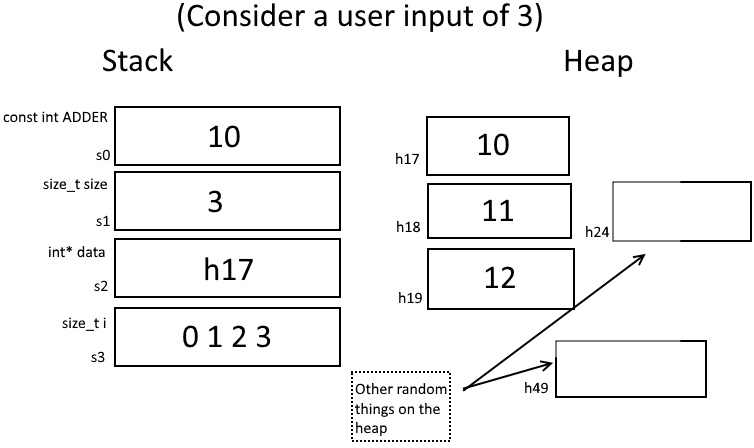 (Consider a user input of 3)
Stack
Heap
const int ADDER
s0
10
size_t size
s1
3
int* data
s2
h17
size_t i
s3
0 1 2 3
h17
10
h18
11
h19
12
h24
h49
Other random
things on the
heap